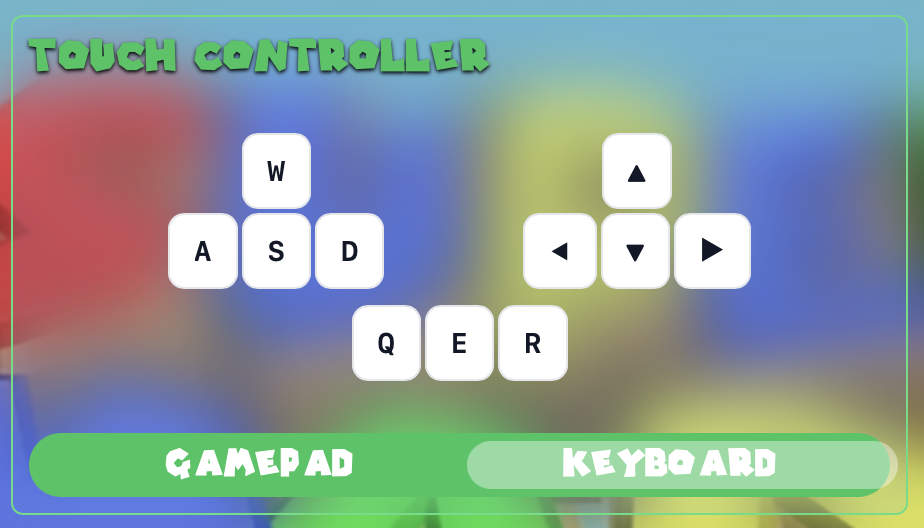 TOUCH CONTROLLER
W ▲
A S D ◀ ▼ ▶
Q E R
GAMEPAD KEYBOARD